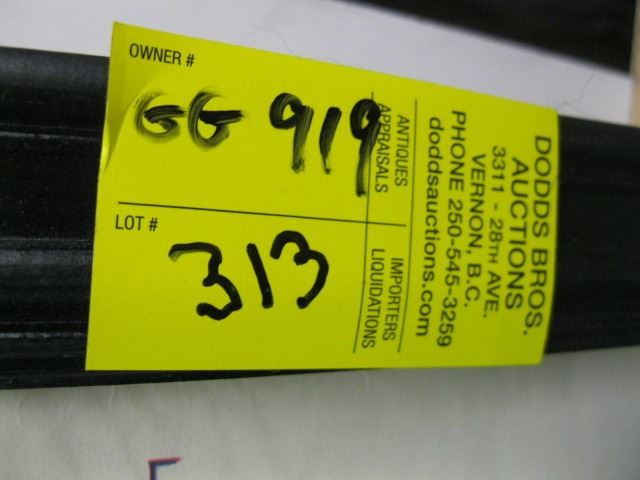 OWNER #
GG 919
LOT #
313
DODDS BROS.
AUCTIONS
3311 - 28TH AVE.
VERNON, B.C.
PHONE 250-545-3259
doddsauctions.com
ANTIQUES
APPRAISALS
IMPORTERS
LIQUIDATIONS